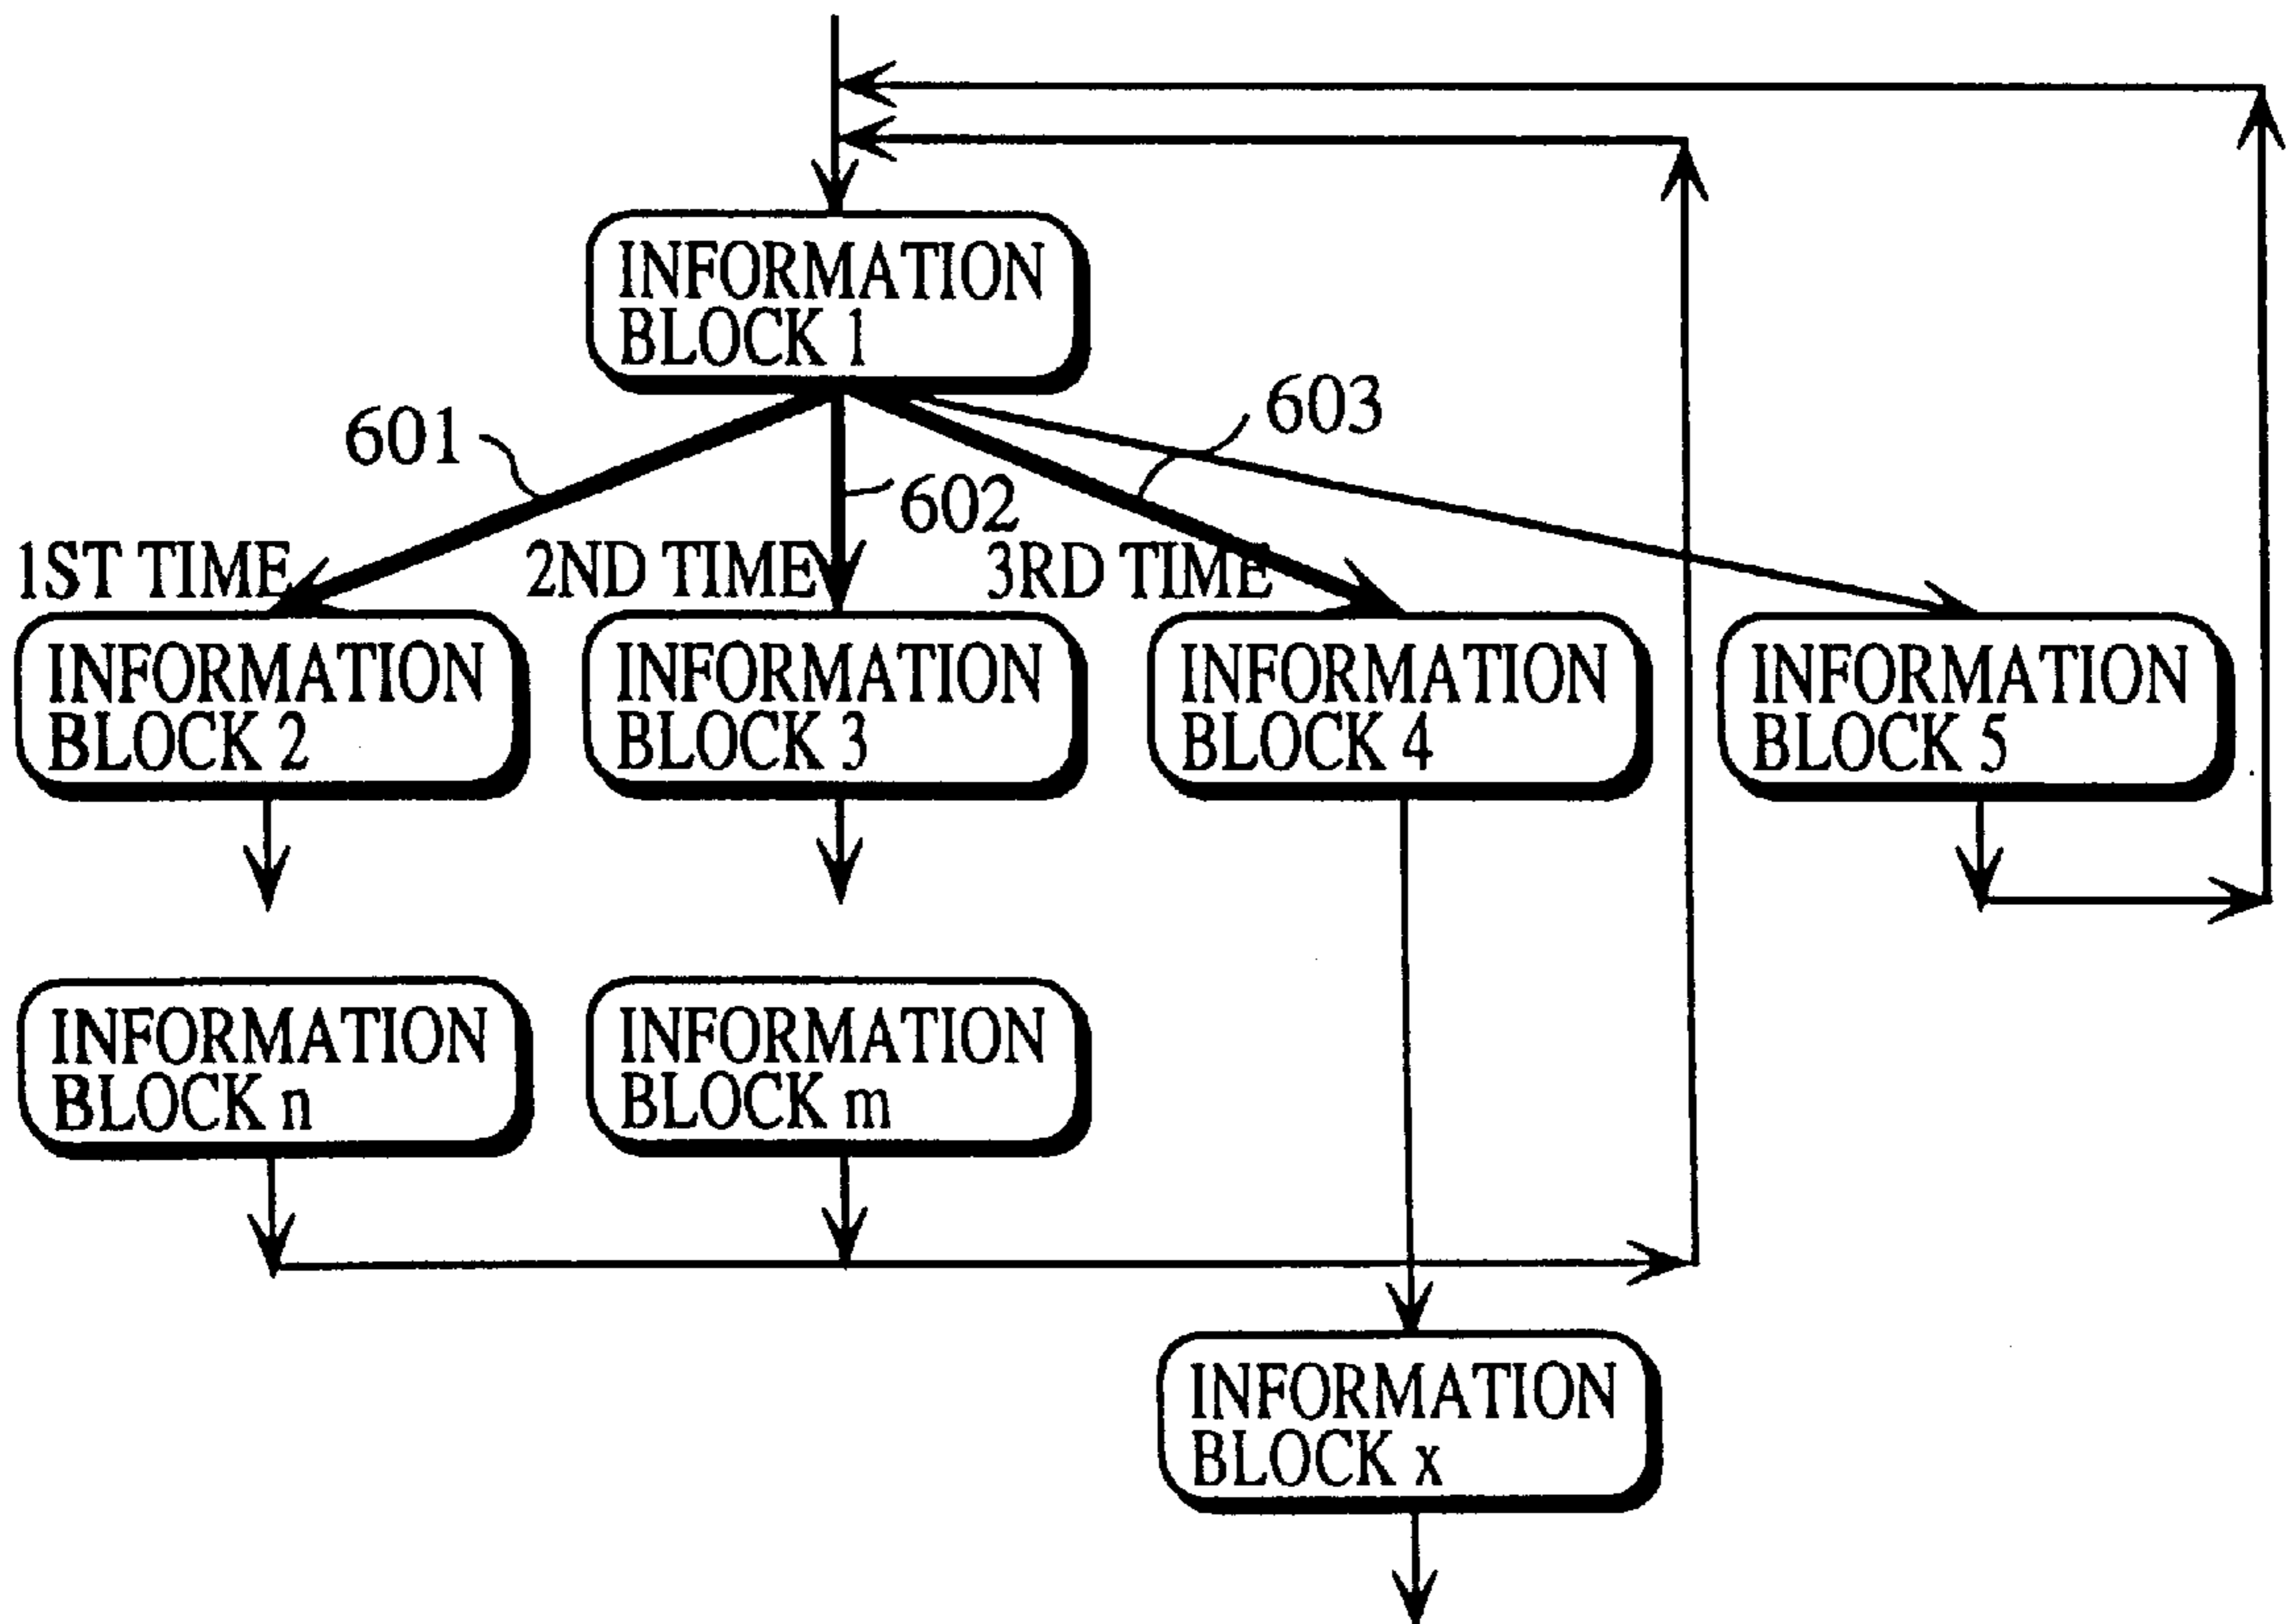 INFORMATION
BLOCK 1
601
602
603
1ST TIME
2ND TIME
3RD TIME
INFORMATION
BLOCK 2
INFORMATION
BLOCK 3
INFORMATION
BLOCK 4
INFORMATION
BLOCK 5
INFORMATION
BLOCK n
INFORMATION
BLOCK m
INFORMATION
BLOCK x